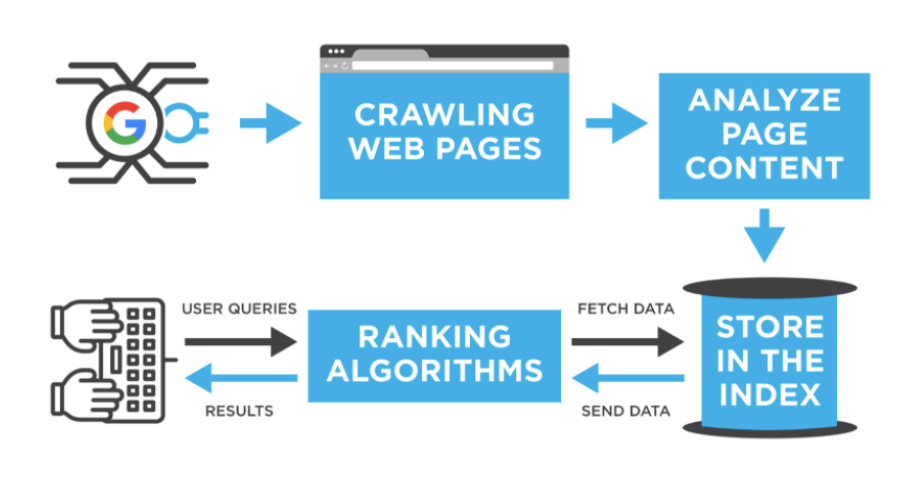 G
CRAWLING
WEB PAGES
ANALYZE
PAGE
CONTENT
USER QUERIES
RESULTS
RANKING
ALGORITHMS
FETCH DATA
SEND DATA
STORE
IN THE
INDEX